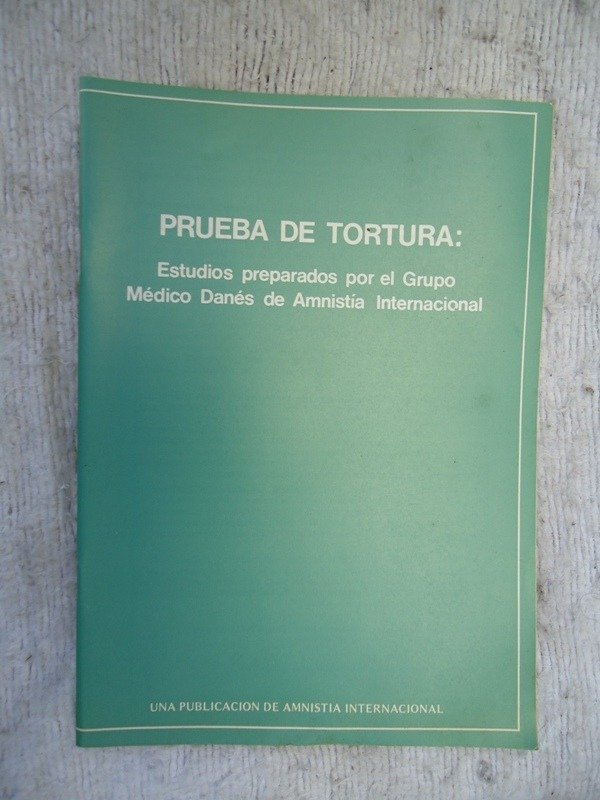 PRUEBA DE TORTURA:
Estudios preparados por el Grupo
Médico Danés de Amnistía Internacional
UNA PUBLICACION DE AMNISTIA INTERNACIONAL